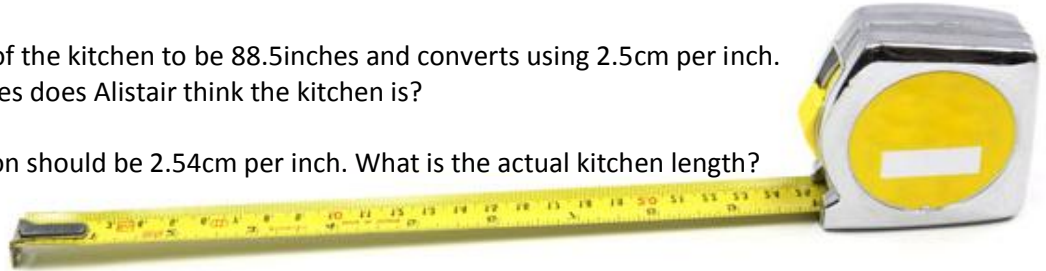 of the kitchen to be 88.5inches and converts using 2.5cm per inch.
es does Alistair think the kitchen is?
on should be 2.54cm per inch. What is the actual kitchen length?